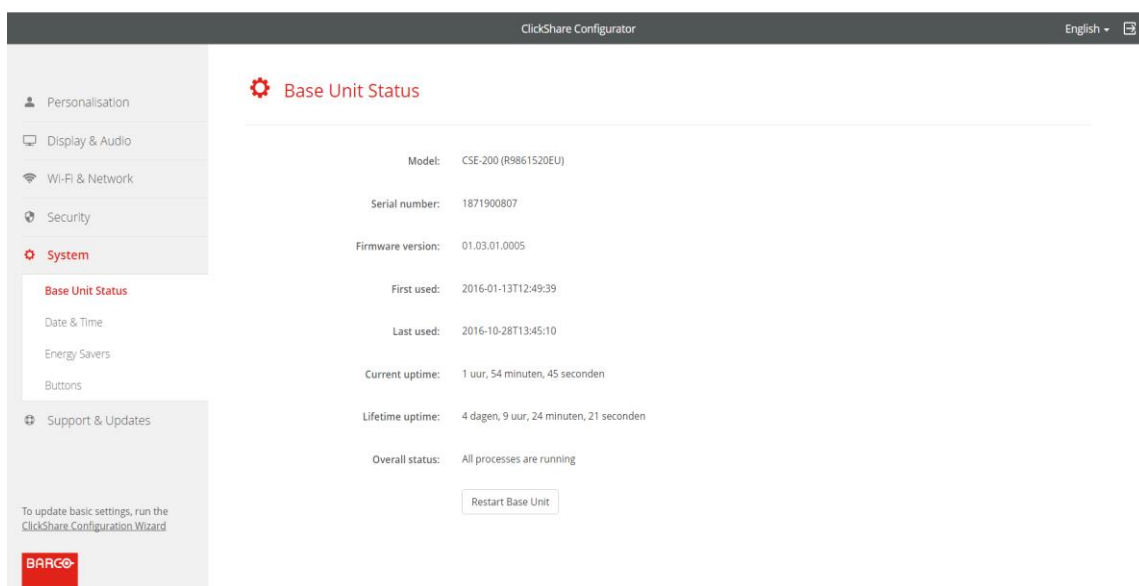 ClickShare Configurator
English
Personalisation
Display & Audio
Wi-Fi & Network
Security
System
Base Unit Status
Date & Time
Energy Savers
Buttons
Support & Updates
To update basic settings, run the
ClickShare Configuration Wizard
BARCO
Base Unit Status
Model: CSE-200 (R9861520EU)
Serial number: 1871900807
Firmware version: 01.03.01.0005
First used: 2016-01-13T12:49:39
Last used: 2016-10-28T13:45:10
Current uptime: 1 uur, 54 minuten, 45 seconden
Lifetime uptime: 4 dagen, 9 uur, 24 minuten, 21 seconden
Overall status: All processes are running
Restart Base Unit